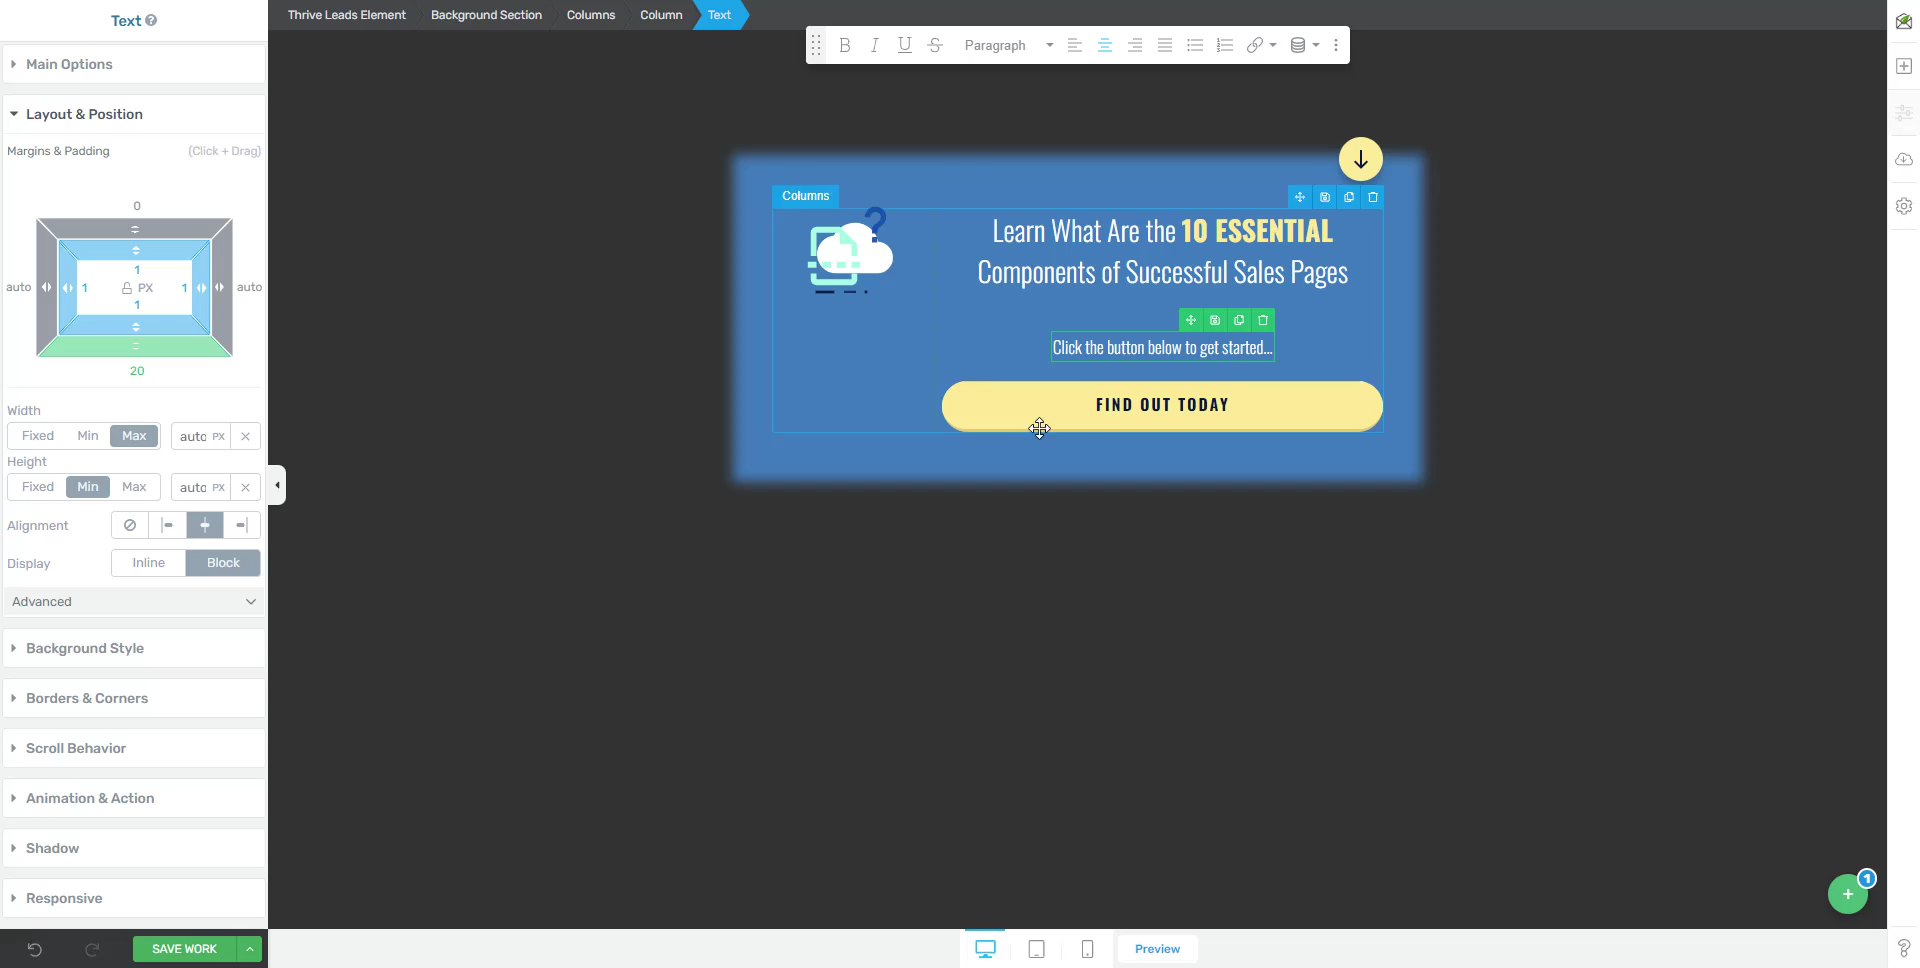 Text
Thrive Leads Element
Background Section
Columns
Column
Text
Main Options
Paragraph
Layout & Position
Margins & Padding (Click + Drag)
0
1
auto 1 PX 1 auto
1
20
Width
Fixed Min Max auto PX
Height
Fixed Min Max auto PX
Alignment
Display Inline Block
Advanced
Background Style
Borders & Corners
Scroll Behavior
Animation & Action
Shadow
Responsive
SAVE WORK
Columns
Learn What Are the 10 ESSENTIAL
Components of Successful Sales Pages
Click the button below to get started...
FIND OUT TODAY
1
Preview